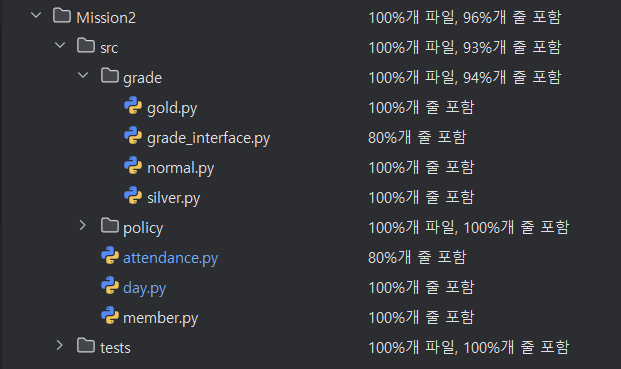 Mission2 100%개 파일, 96%개 줄 포함
src 100%개 파일, 93%개 줄 포함
grade 100%개 파일, 94%개 줄 포함
gold.py 100%개 줄 포함
grade_interface.py 80%개 줄 포함
normal.py 100%개 줄 포함
silver.py 100%개 줄 포함
policy 100%개 파일, 100%개 줄 포함
attendance.py 80%개 줄 포함
day.py 100%개 줄 포함
member.py 100%개 줄 포함
tests 100%개 파일, 100%개 줄 포함